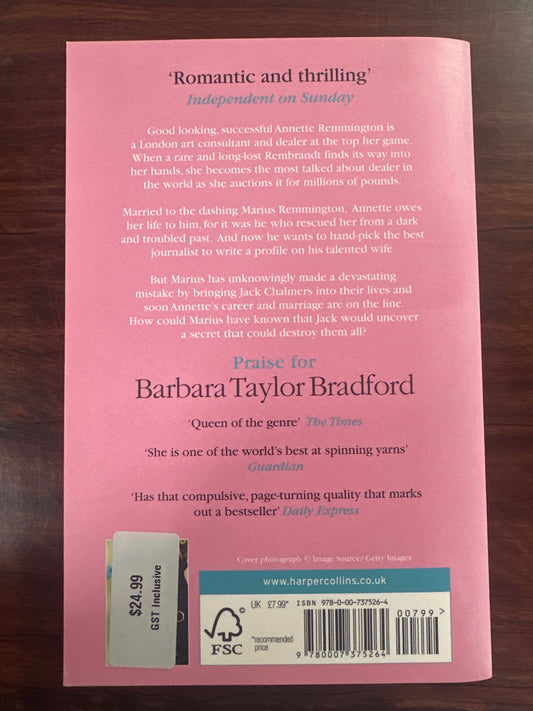 ‘Romantic and thrilling’
Independent on Sunday
Good looking, successful Annette Remmington is
a London art consultant and dealer at the top her game.
When a rare and long-lost Rembrandt finds its way into
her hands, she becomes the most talked about dealer in
the world as she auctions it for millions of pounds.
Married to the dashing Marius Remmington, Annette owes
her life to him, for it was he who rescued her from a dark
and troubled past. And now he wants to hand-pick the best
journalist to write a profile on his talented wife.
But Marius has unknowingly made a devastating
mistake by bringing Jack Chalmers into their lives and
soon Annette's career and marriage are on the line.
How could Marius have known that Jack would uncover
a secret that could destroy them all?
Praise for
Barbara Taylor Bradford
‘Queen of the genre’ The Times
‘She is one of the world's best at spinning yarns’
Guardian
‘Has that compulsive, page-turning quality that marks
out a bestseller’ Daily Express
Cover photograph © Image Source/ Getty Images
$24.99
GST Inclusive
www.harpercollins.co.uk
FSC
UK £7.99*
*recommended
price
ISBN 978-0-00-737526-4
00799>
9 780007 375264